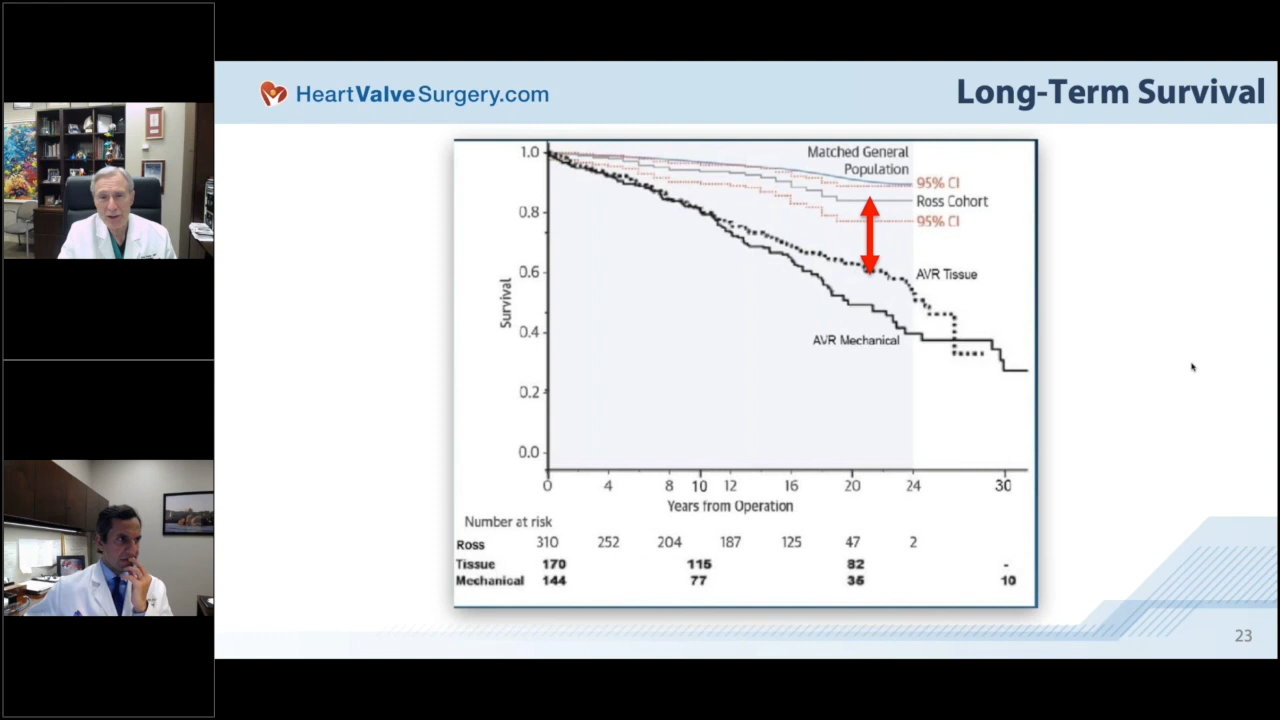 HeartValveSurgery.com
Long-Term Survival
1.0
0.8
0.6
0.4
0.2
0.0
Survival
Matched General
Population
95% CI
Ross Cohort
95% CI
AVR Tissue
AVR Mechanical
0 4 8 10 12 16 20 24 30
Years from Operation
Number at risk
Ross 310 252 204 187 125 47 2
Tissue 170 115 82 -
Mechanical 144 77 35 10
23